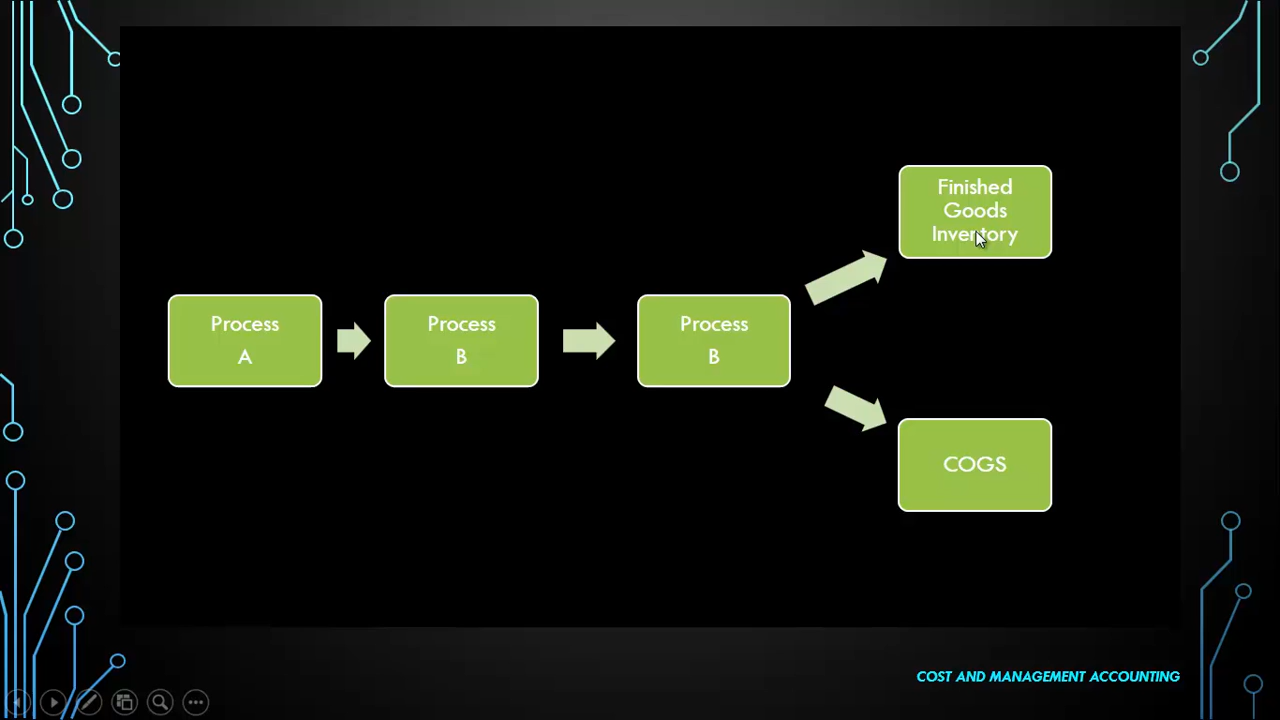 Process
A
Process
B
Process
B
Finished
Goods
Inventory
COGS
COST AND MANAGEMENT ACCOUNTING